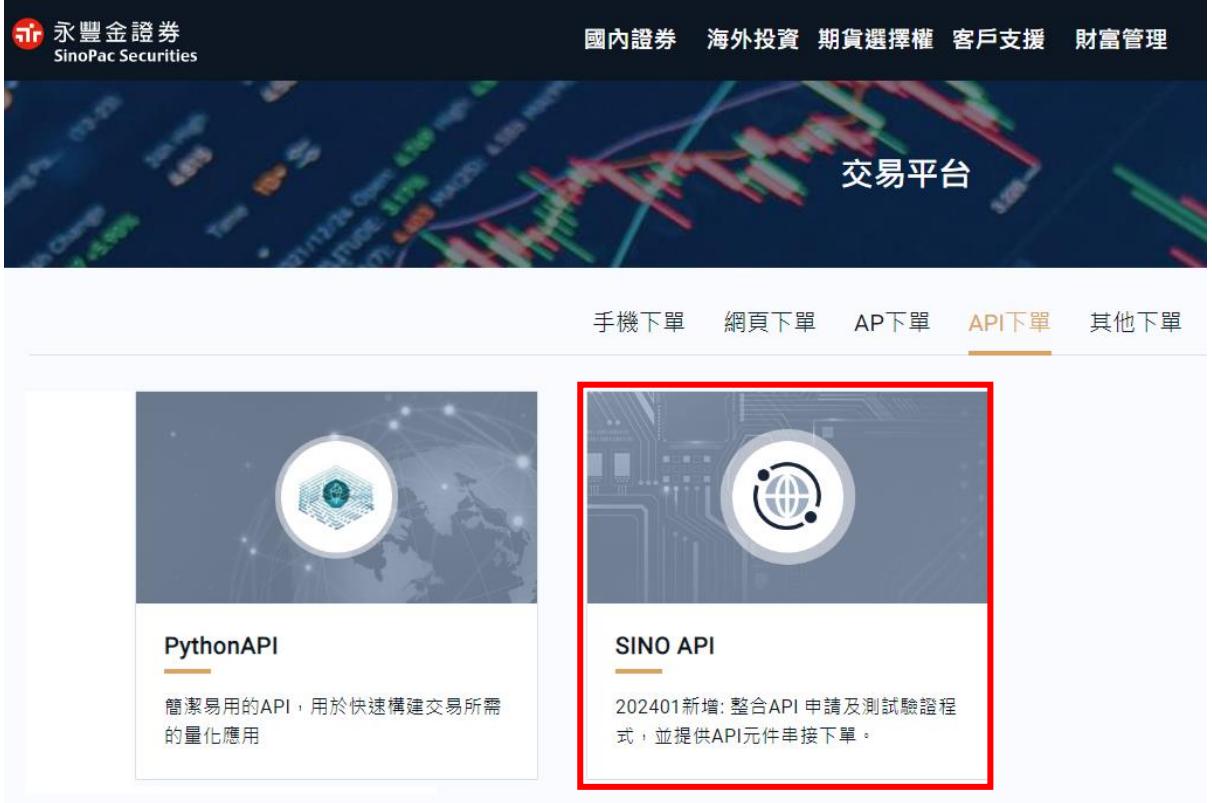 永豐金證券
SinoPac Securities
國內證券 海外投資 期貨選擇權 客戶支援 財富管理
交易平台
手機下單 網頁下單 AP下單 API下單 其他下單
PythonAPI
簡潔易用的API，用於快速構建交易所需
的量化應用
SINO API
202401新增: 整合API 申請及測試驗證程
式，並提供API元件串接下單。